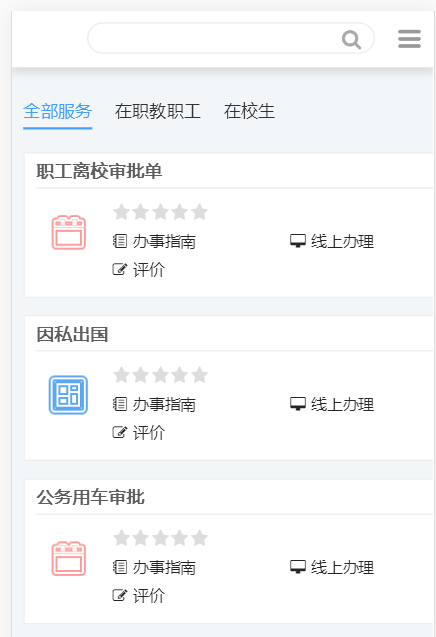 全部服务 在职教职工 在校生
职工离校审批单
办事指南 线上办理
评价
因私出国
办事指南 线上办理
评价
公务用车审批
办事指南 线上办理
评价